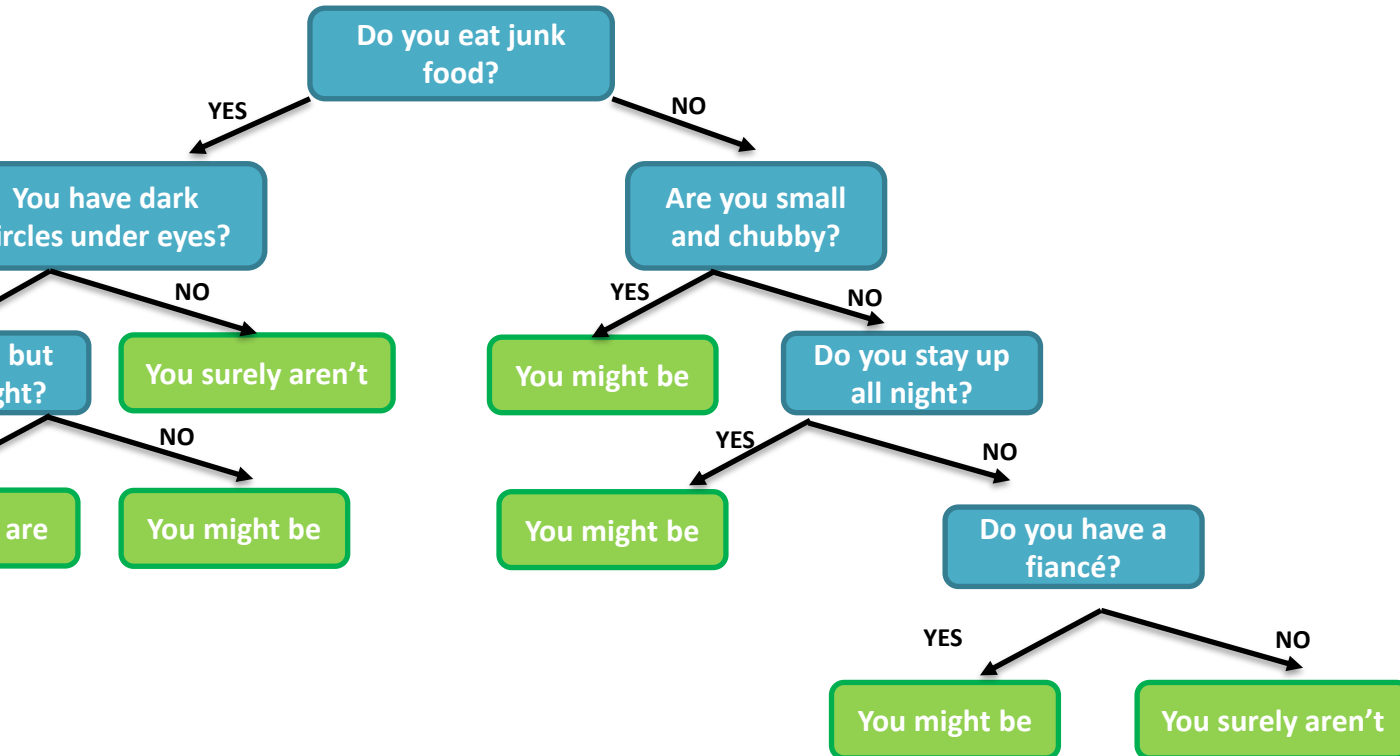 Do you eat junk
food?
YES
NO
You have dark
ircles under eyes?
Are you small
and chubby?
NO
YES
NO
but
ght?
You surely aren't
You might be
Do you stay up
all night?
NO
YES
NO
are
You might be
You might be
Do you have a
fiancé?
YES
NO
You might be
You surely aren't